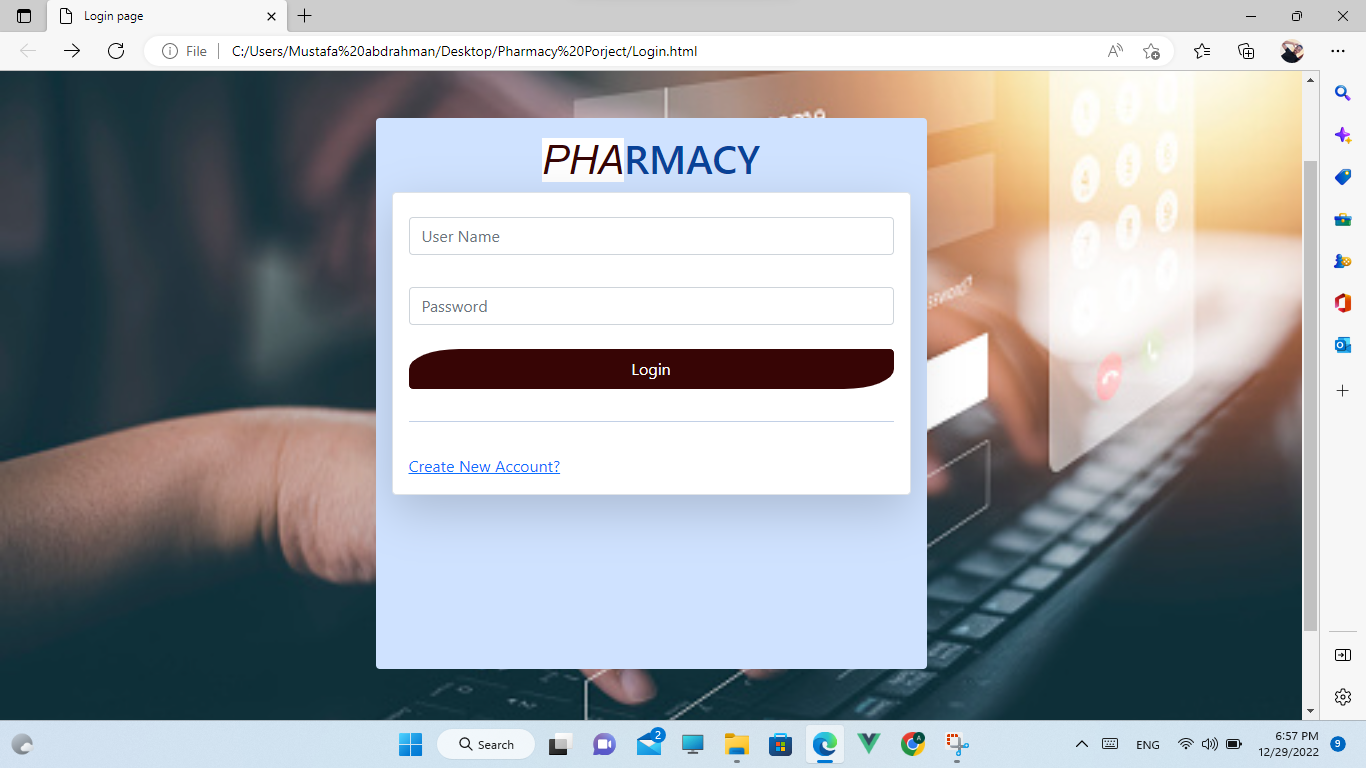 Login page
File
C:/Users/Mustafa%20abdrahman/Desktop/Pharmacy%20Porject/Login.html
PHARMACY
User Name
Password
Login
Create New Account?
Search
2
A
ENG
6:57 PM
12/29/2022
9